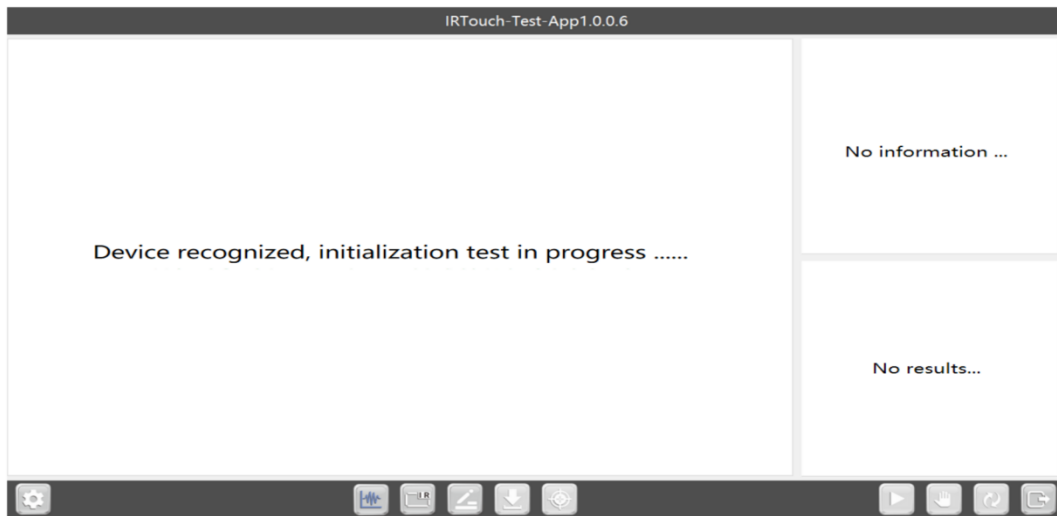 IRTouch-Test-App1.0.0.6
No information ...
Device recognized, initialization test in progress ......
No results...